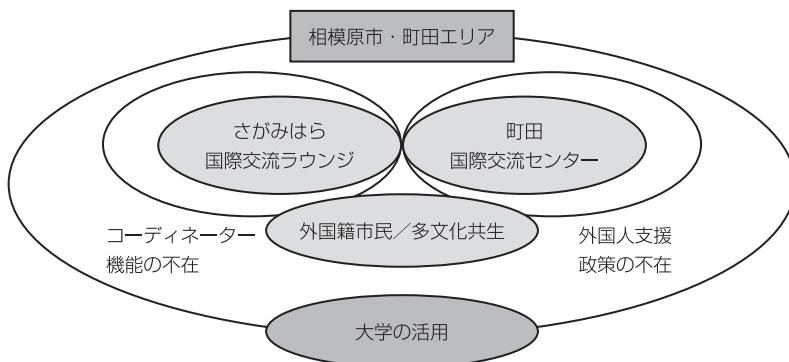 相模原市・町田エリア
さがみはら
国際交流ラウンジ
町田
国際交流センター
外国籍市民／多文化共生
コーディネーター
機能の不在
外国人支援
政策の不在
大学の活用